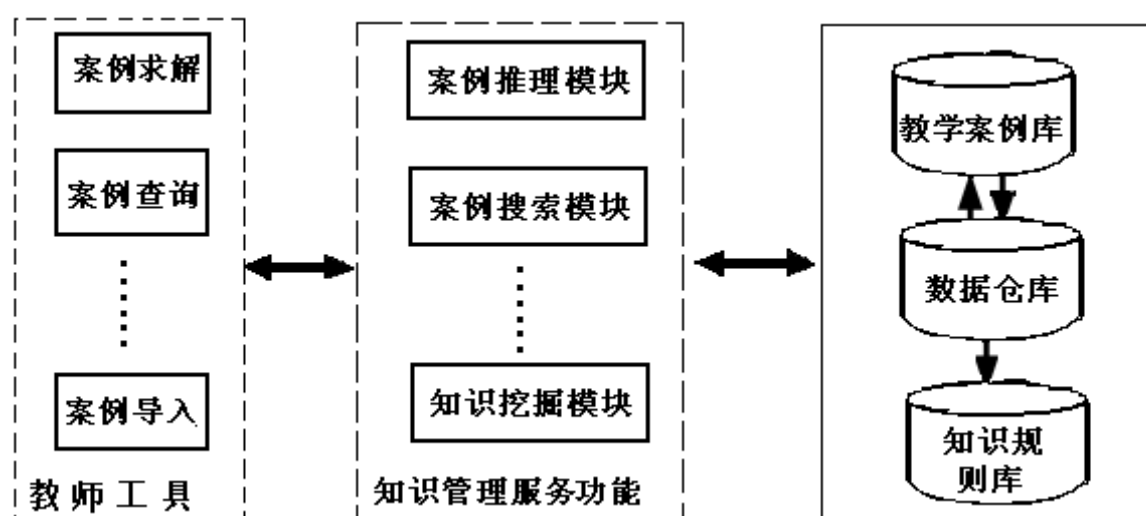 案例求解
案例查询
案例导入
教师工具
案例推理模块
案例搜索模块
知识挖掘模块
知识管理服务功能
教学案例库
数据仓库
知识规
则库